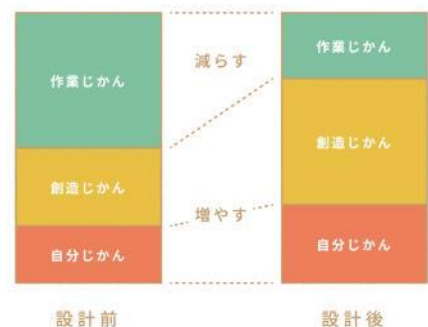 作業じかん
創造じかん
自分じかん
設計前
減らす
増やす
作業じかん
創造じかん
自分じかん
設計後